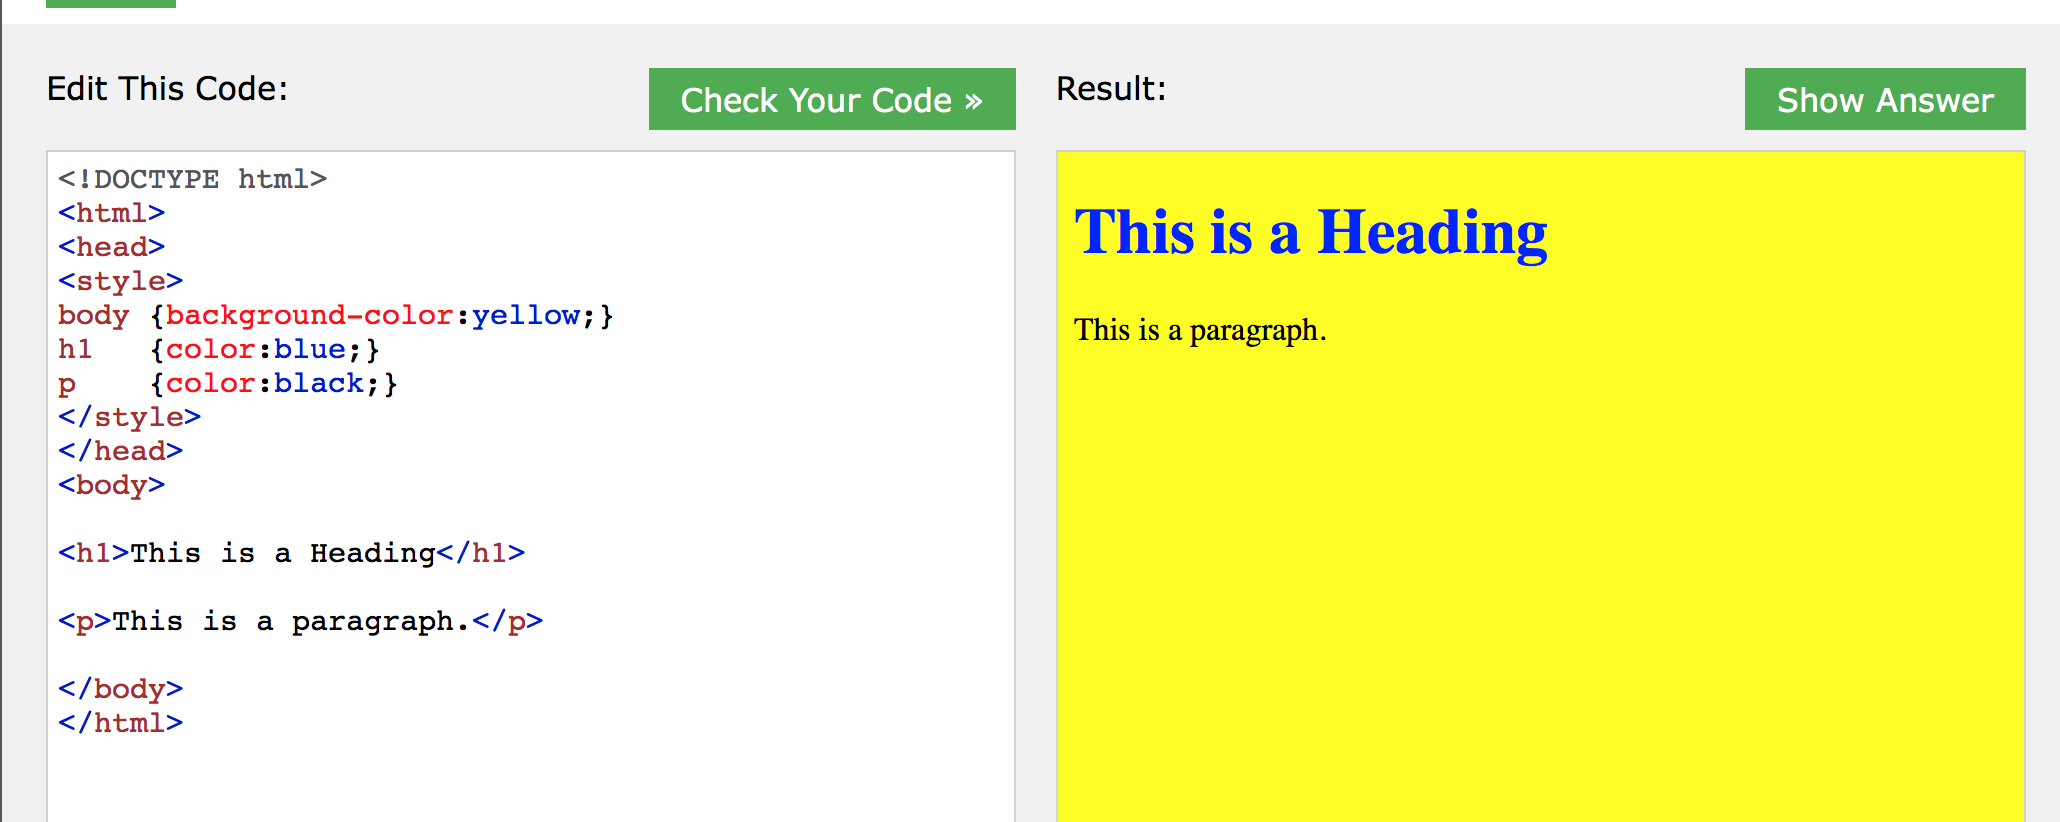 Edit This Code:
Check Your Code »
<!DOCTYPE html>
<html>
<head>
<style>
body {background-color:yellow;}
h1   {color:blue;}
p    {color:black;}
</style>
</head>
<body>
<h1>This is a Heading</h1>
<p>This is a paragraph.</p>
</body>
</html>
Result:
Show Answer
This is a Heading
This is a paragraph.